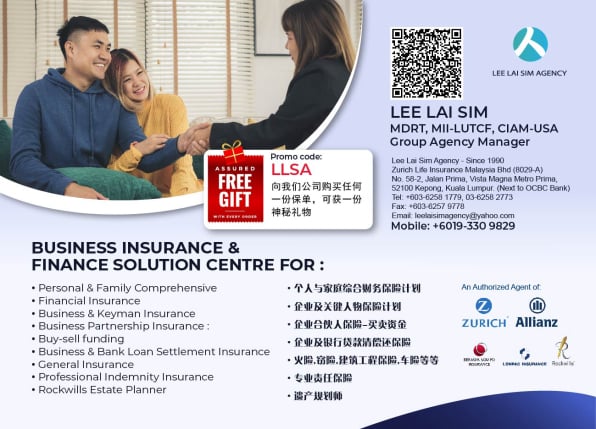 LEE LAI SIM AGENCY
LEE LAI SIM
MDRT, MII-LUTCF, CIAM-USA
Group Agency Manager
Lee Lai Sim Agency - Since 1990
Zurich Life Insurance Malaysia Bhd (8029-A)
No. 58-2, Jalan Prima, Vista Magna Metro Prima,
52100 Kepong, Kuala Lumpur. (Next to OCBC Bank)
Tel: +603-6258 1779, 03-6258 2773
Fax: +603-6257 9778
Email: leelaisimagency@yahoo.com
Mobile: +6019-330 9829
ASSURED
FREE
GIFT
WITH EVERY ORDER
Promo code:
LLSA
向我们公司购买任何
一份保单，可获一份
神秘礼物
BUSINESS INSURANCE &
FINANCE SOLUTION CENTRE FOR :
• Personal & Family Comprehensive
• Financial Insurance
• Business & Keyman Insurance
• Business Partnership Insurance :
• Buy-sell funding
• Business & Bank Loan Settlement Insurance
• General Insurance
• Professional Indemnity Insurance
• Rockwills Estate Planner
• 个人与家庭综合财务保险计划
• 企业及关健人物保险计划
• 企业合伙人保险-买卖资金
• 企业及银行贷款清偿还保险
• 火险,窃险,建筑工程保险,车险等等
• 专业责任保险
• 遗产规划师
An Authorized Agent of:
ZURICH
Allianz
BERJAYA SOMPO
INSURANCE
LONPAC INSURANCE
Rockwills